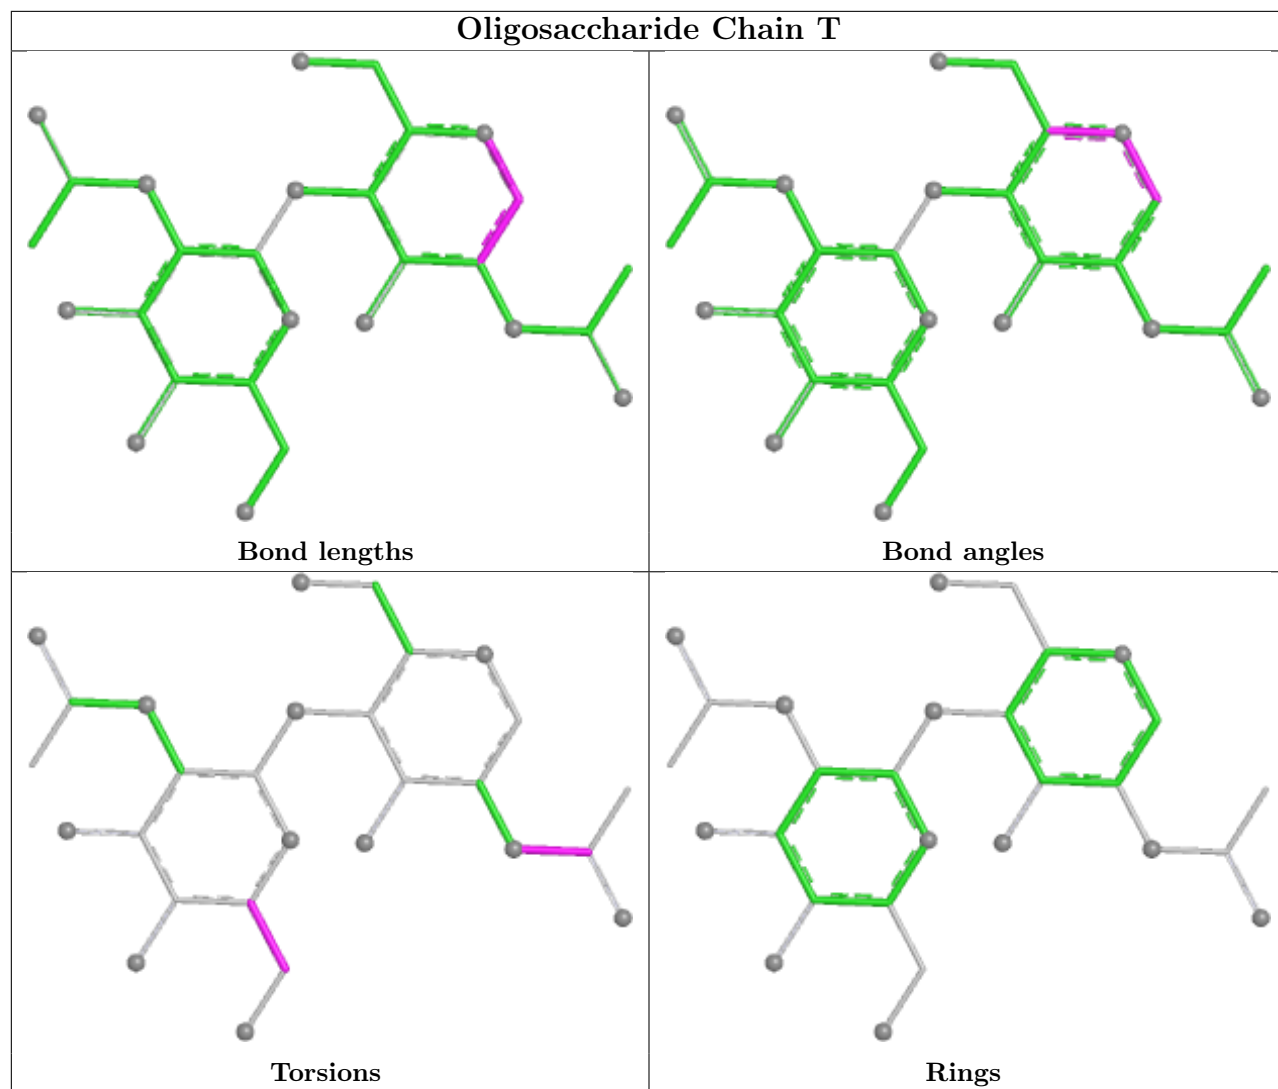 Oligosaccharide Chain T
Bond lengths
Bond angles
Torsions
Rings